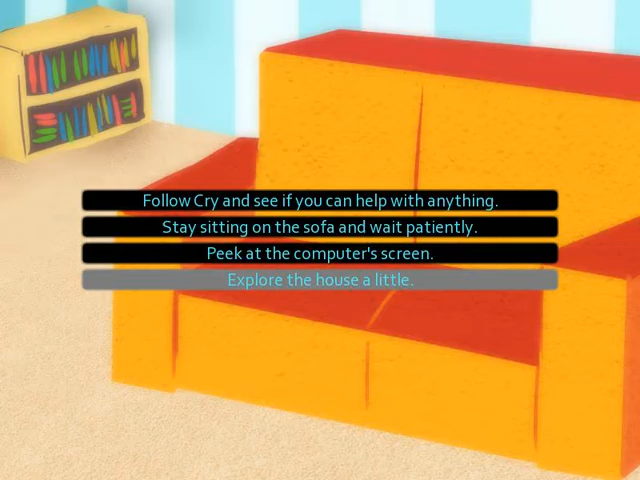 Follow Cry and see if you can help with anything.
Stay sitting on the sofa and wait patiently.
Peek at the computer's screen.
Explore the house a little.